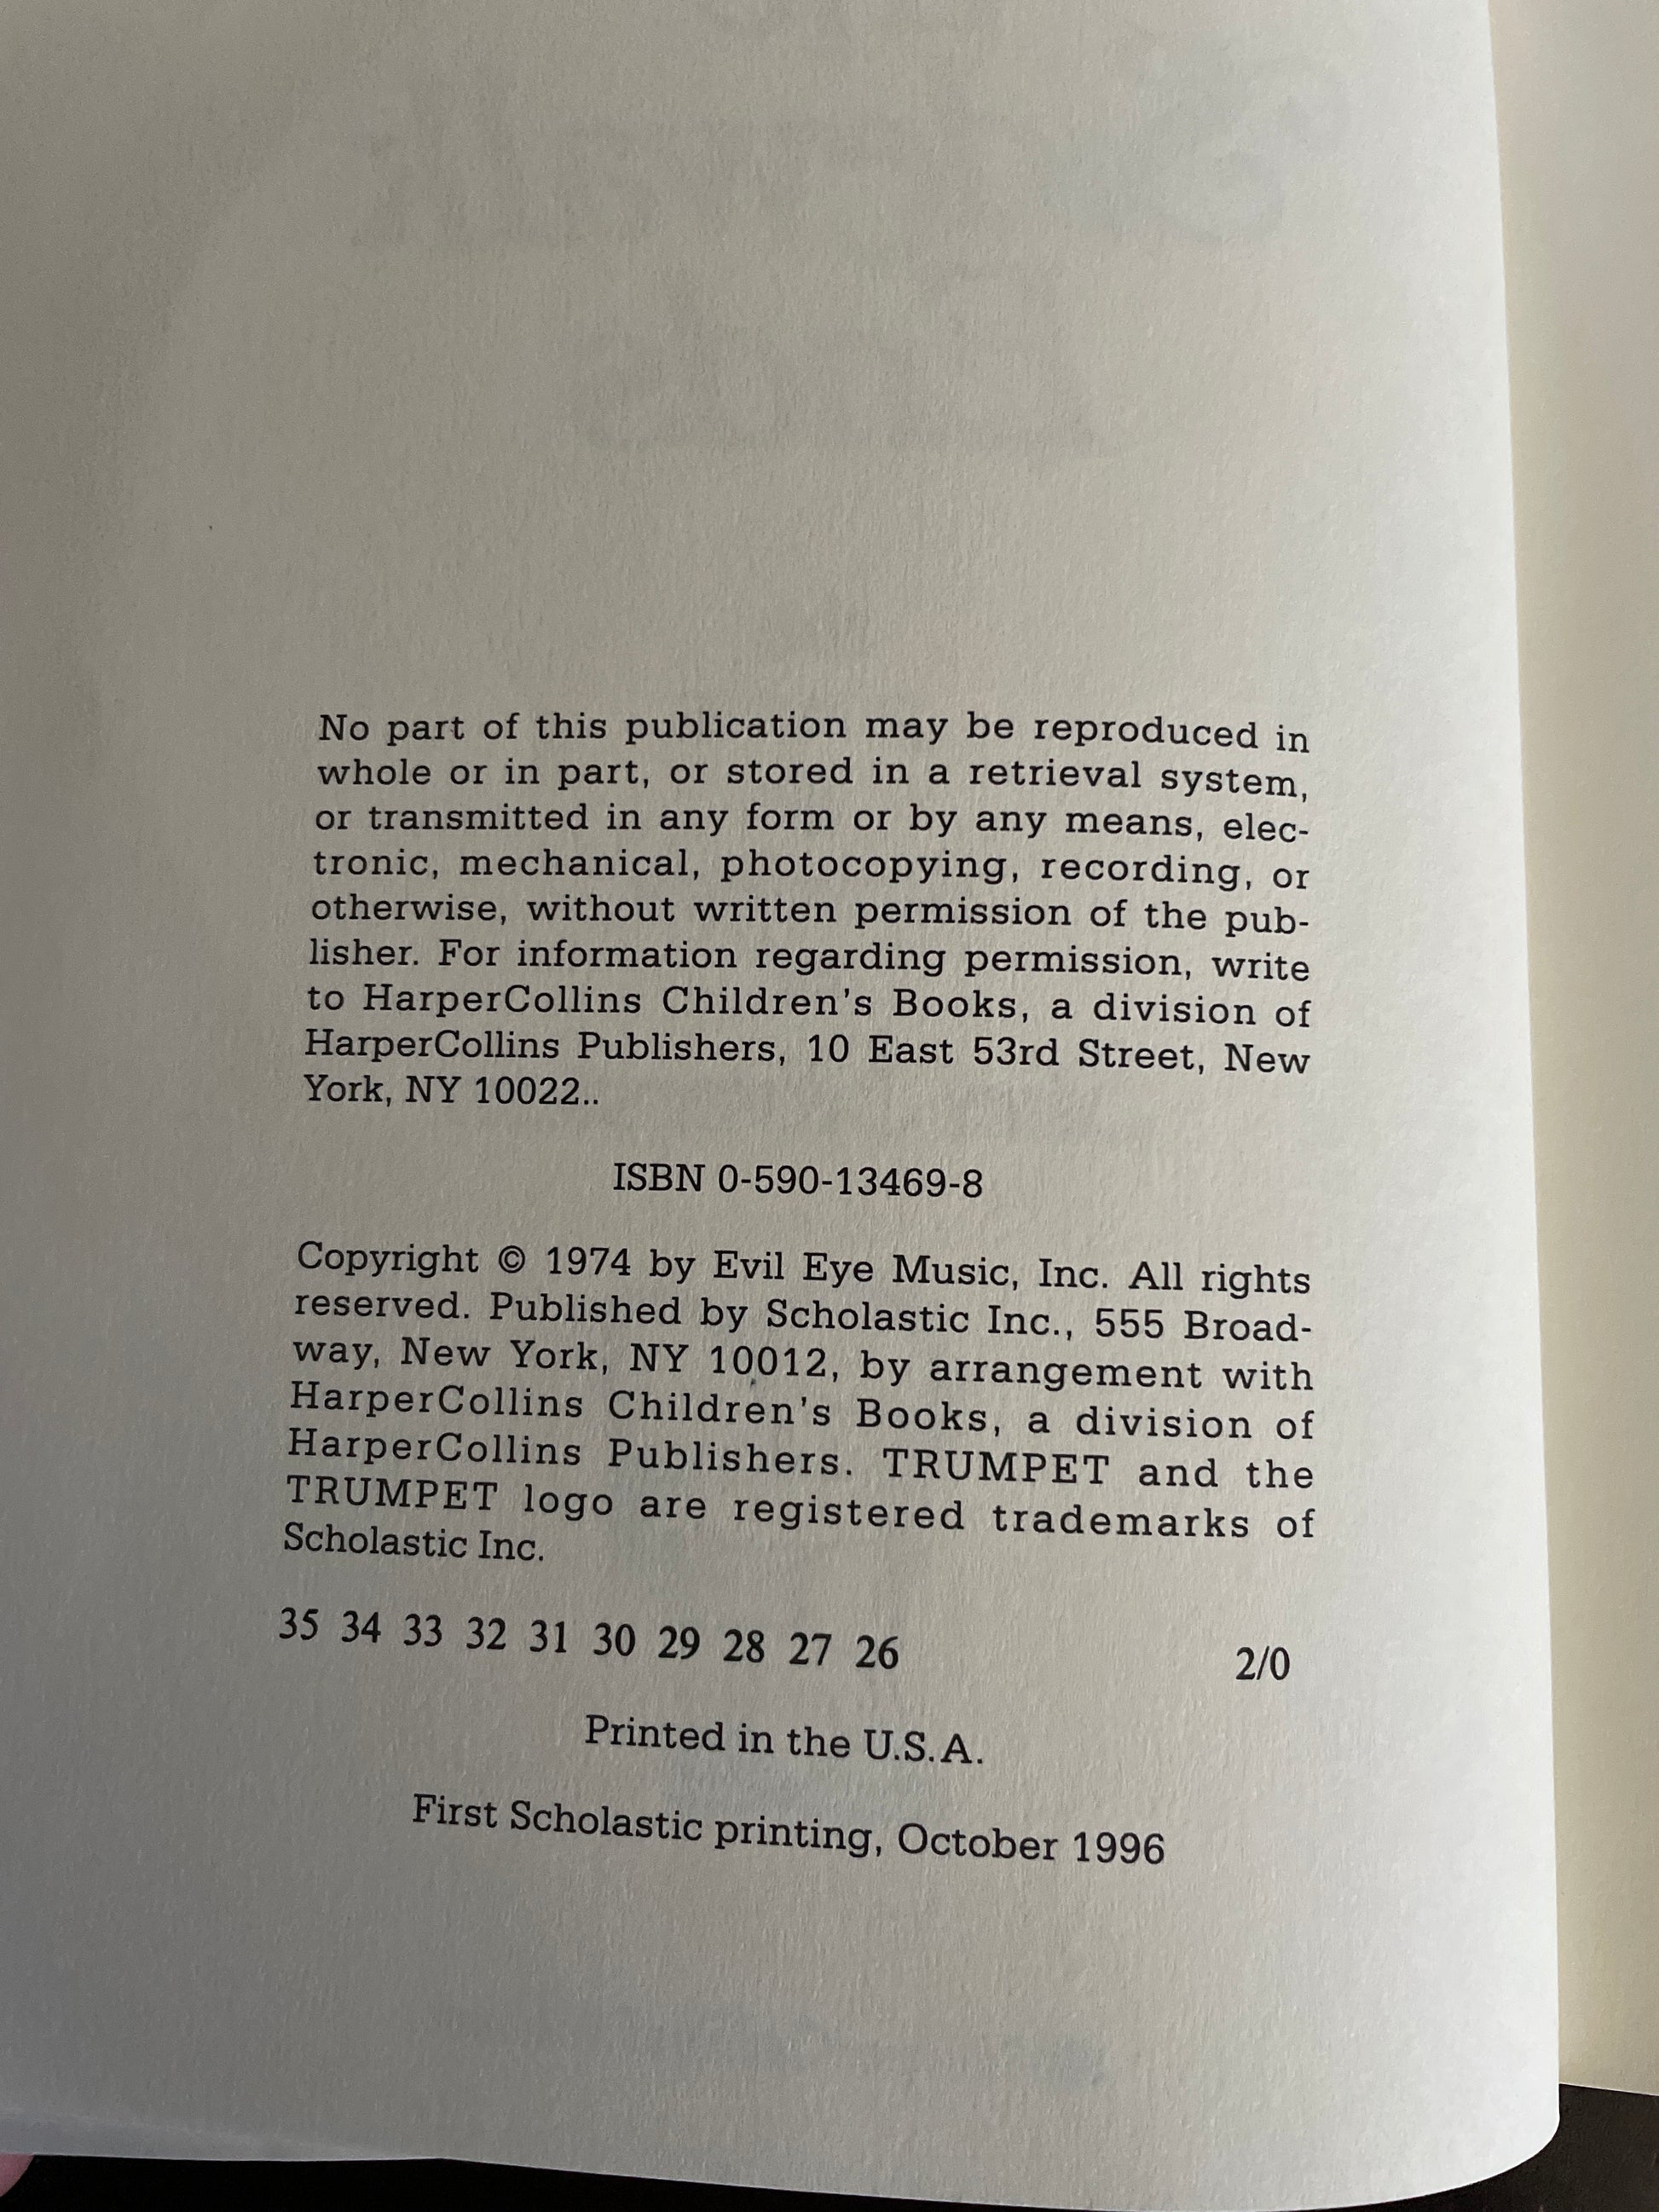 No part of this publication may be reproduced in
whole or in part, or stored in a retrieval system,
or transmitted in any form or by any means, elec-
tronic, mechanical, photocopying, recording, or
otherwise, without written permission of the pub-
lisher. For information regarding permission, write
to HarperCollins Children's Books, a division of
HarperCollins Publishers, 10 East 53rd Street, New
York, NY 10022..
ISBN 0-590-13469-8
Copyright © 1974 by Evil Eye Music, Inc. All rights
reserved. Published by Scholastic Inc., 555 Broad-
way, New York, NY 10012, by arrangement with
HarperCollins Children's Books, a division of
HarperCollins Publishers. TRUMPET and the
TRUMPET logo are registered trademarks of
Scholastic Inc.
35 34 33 32 31 30 29 28 27 26 2/0
Printed in the U.S.A.
First Scholastic printing, October 1996